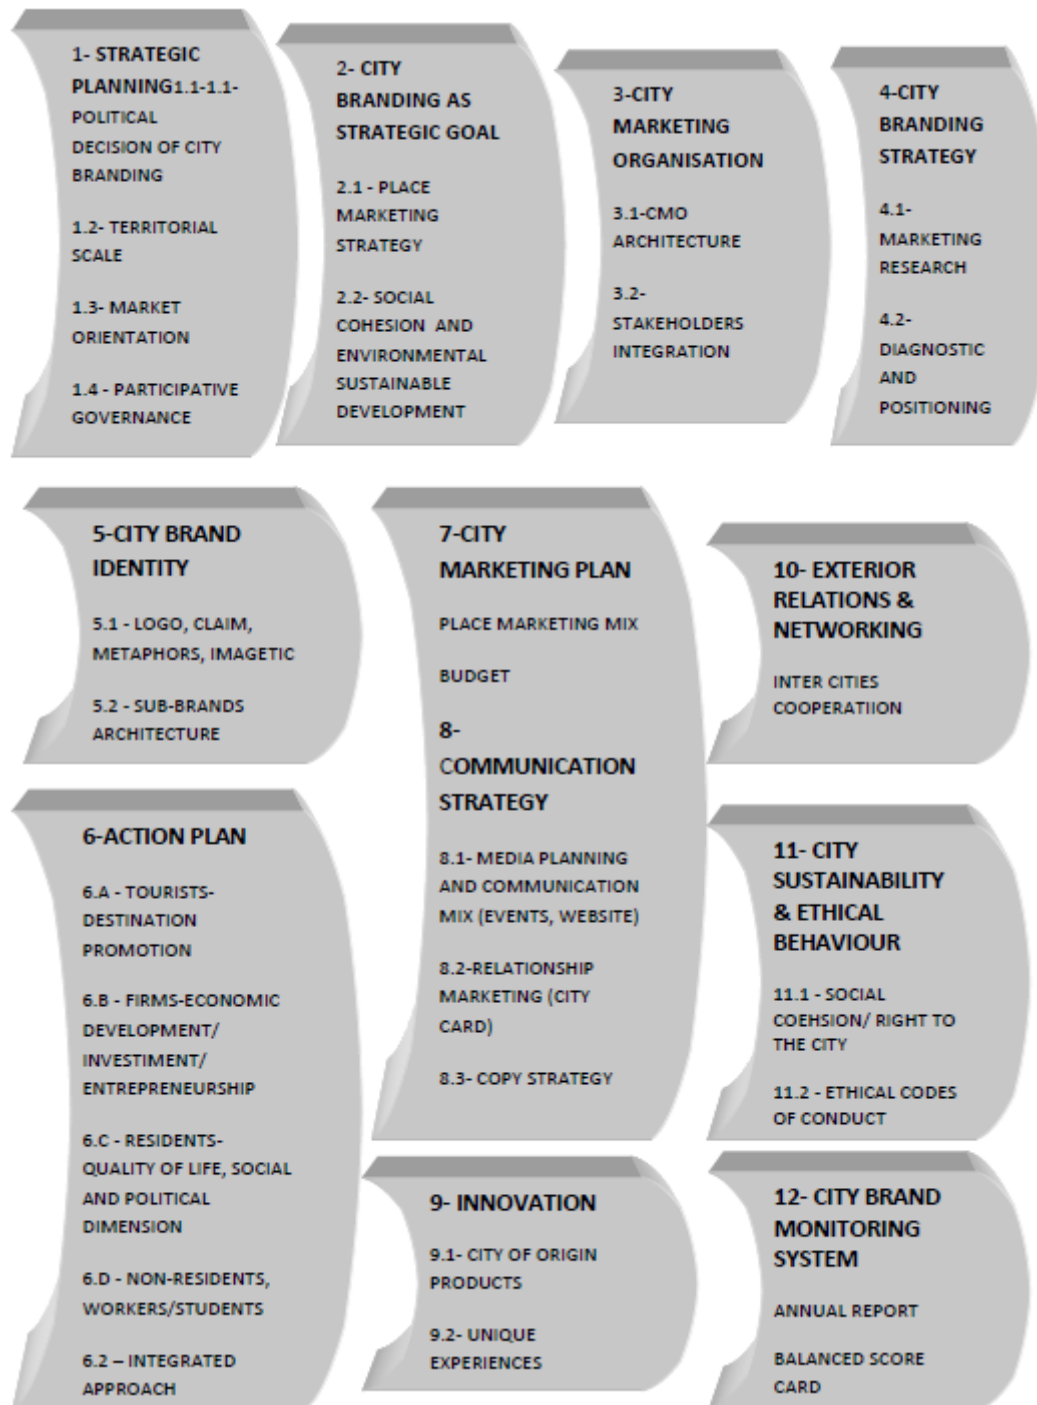 1- STRATEGIC
PLANNING1.1-1.1-
POLITICAL
DECISION OF CITY
BRANDING
1.2- TERRITORIAL
SCALE
1.3- MARKET
ORIENTATION
1.4 - PARTICIPATIVE
GOVERNANCE
2- CITY
BRANDING AS
STRATEGIC GOAL
2.1 - PLACE
MARKETING
STRATEGY
2.2- SOCIAL
COHESION AND
ENVIRONMENTAL
SUSTAINABLE
DEVELOPMENT
3-CITY
MARKETING
ORGANISATION
3.1-CMO
ARCHITECTURE
3.2-
STAKEHOLDERS
INTEGRATION
4-CITY
BRANDING
STRATEGY
4.1-
MARKETING
RESEARCH
4.2-
DIAGNOSTIC
AND
POSITIONING
5-CITY BRAND
IDENTITY
5.1 - LOGO, CLAIM,
METAPHORS, IMAGETIC
5.2 - SUB-BRANDS
ARCHITECTURE
6-ACTION PLAN
6.A - TOURISTS-
DESTINATION
PROMOTION
6.B - FIRMS-ECONOMIC
DEVELOPMENT/
INVESTIMENT/
ENTREPRENEURSHIP
6.C - RESIDENTS-
QUALITY OF LIFE, SOCIAL
AND POLITICAL
DIMENSION
6.D - NON-RESIDENTS,
WORKERS/STUDENTS
6.2 – INTEGRATED
APPROACH
7-CITY
MARKETING PLAN
PLACE MARKETING MIX
BUDGET
8-
COMMUNICATION
STRATEGY
8.1- MEDIA PLANNING
AND COMMUNICATION
MIX (EVENTS, WEBSITE)
8.2-RELATIONSHIP
MARKETING (CITY
CARD)
8.3- COPY STRATEGY
9- INNOVATION
9.1- CITY OF ORIGIN
PRODUCTS
9.2- UNIQUE
EXPERIENCES
10- EXTERIOR
RELATIONS &
NETWORKING
INTER CITIES
COOPERATIION
11- CITY
SUSTAINABILITY
& ETHICAL
BEHAVIOUR
11.1 - SOCIAL
COEHSION/ RIGHT TO
THE CITY
11.2 - ETHICAL CODES
OF CONDUCT
12- CITY BRAND
MONITORING
SYSTEM
ANNUAL REPORT
BALANCED SCORE
CARD